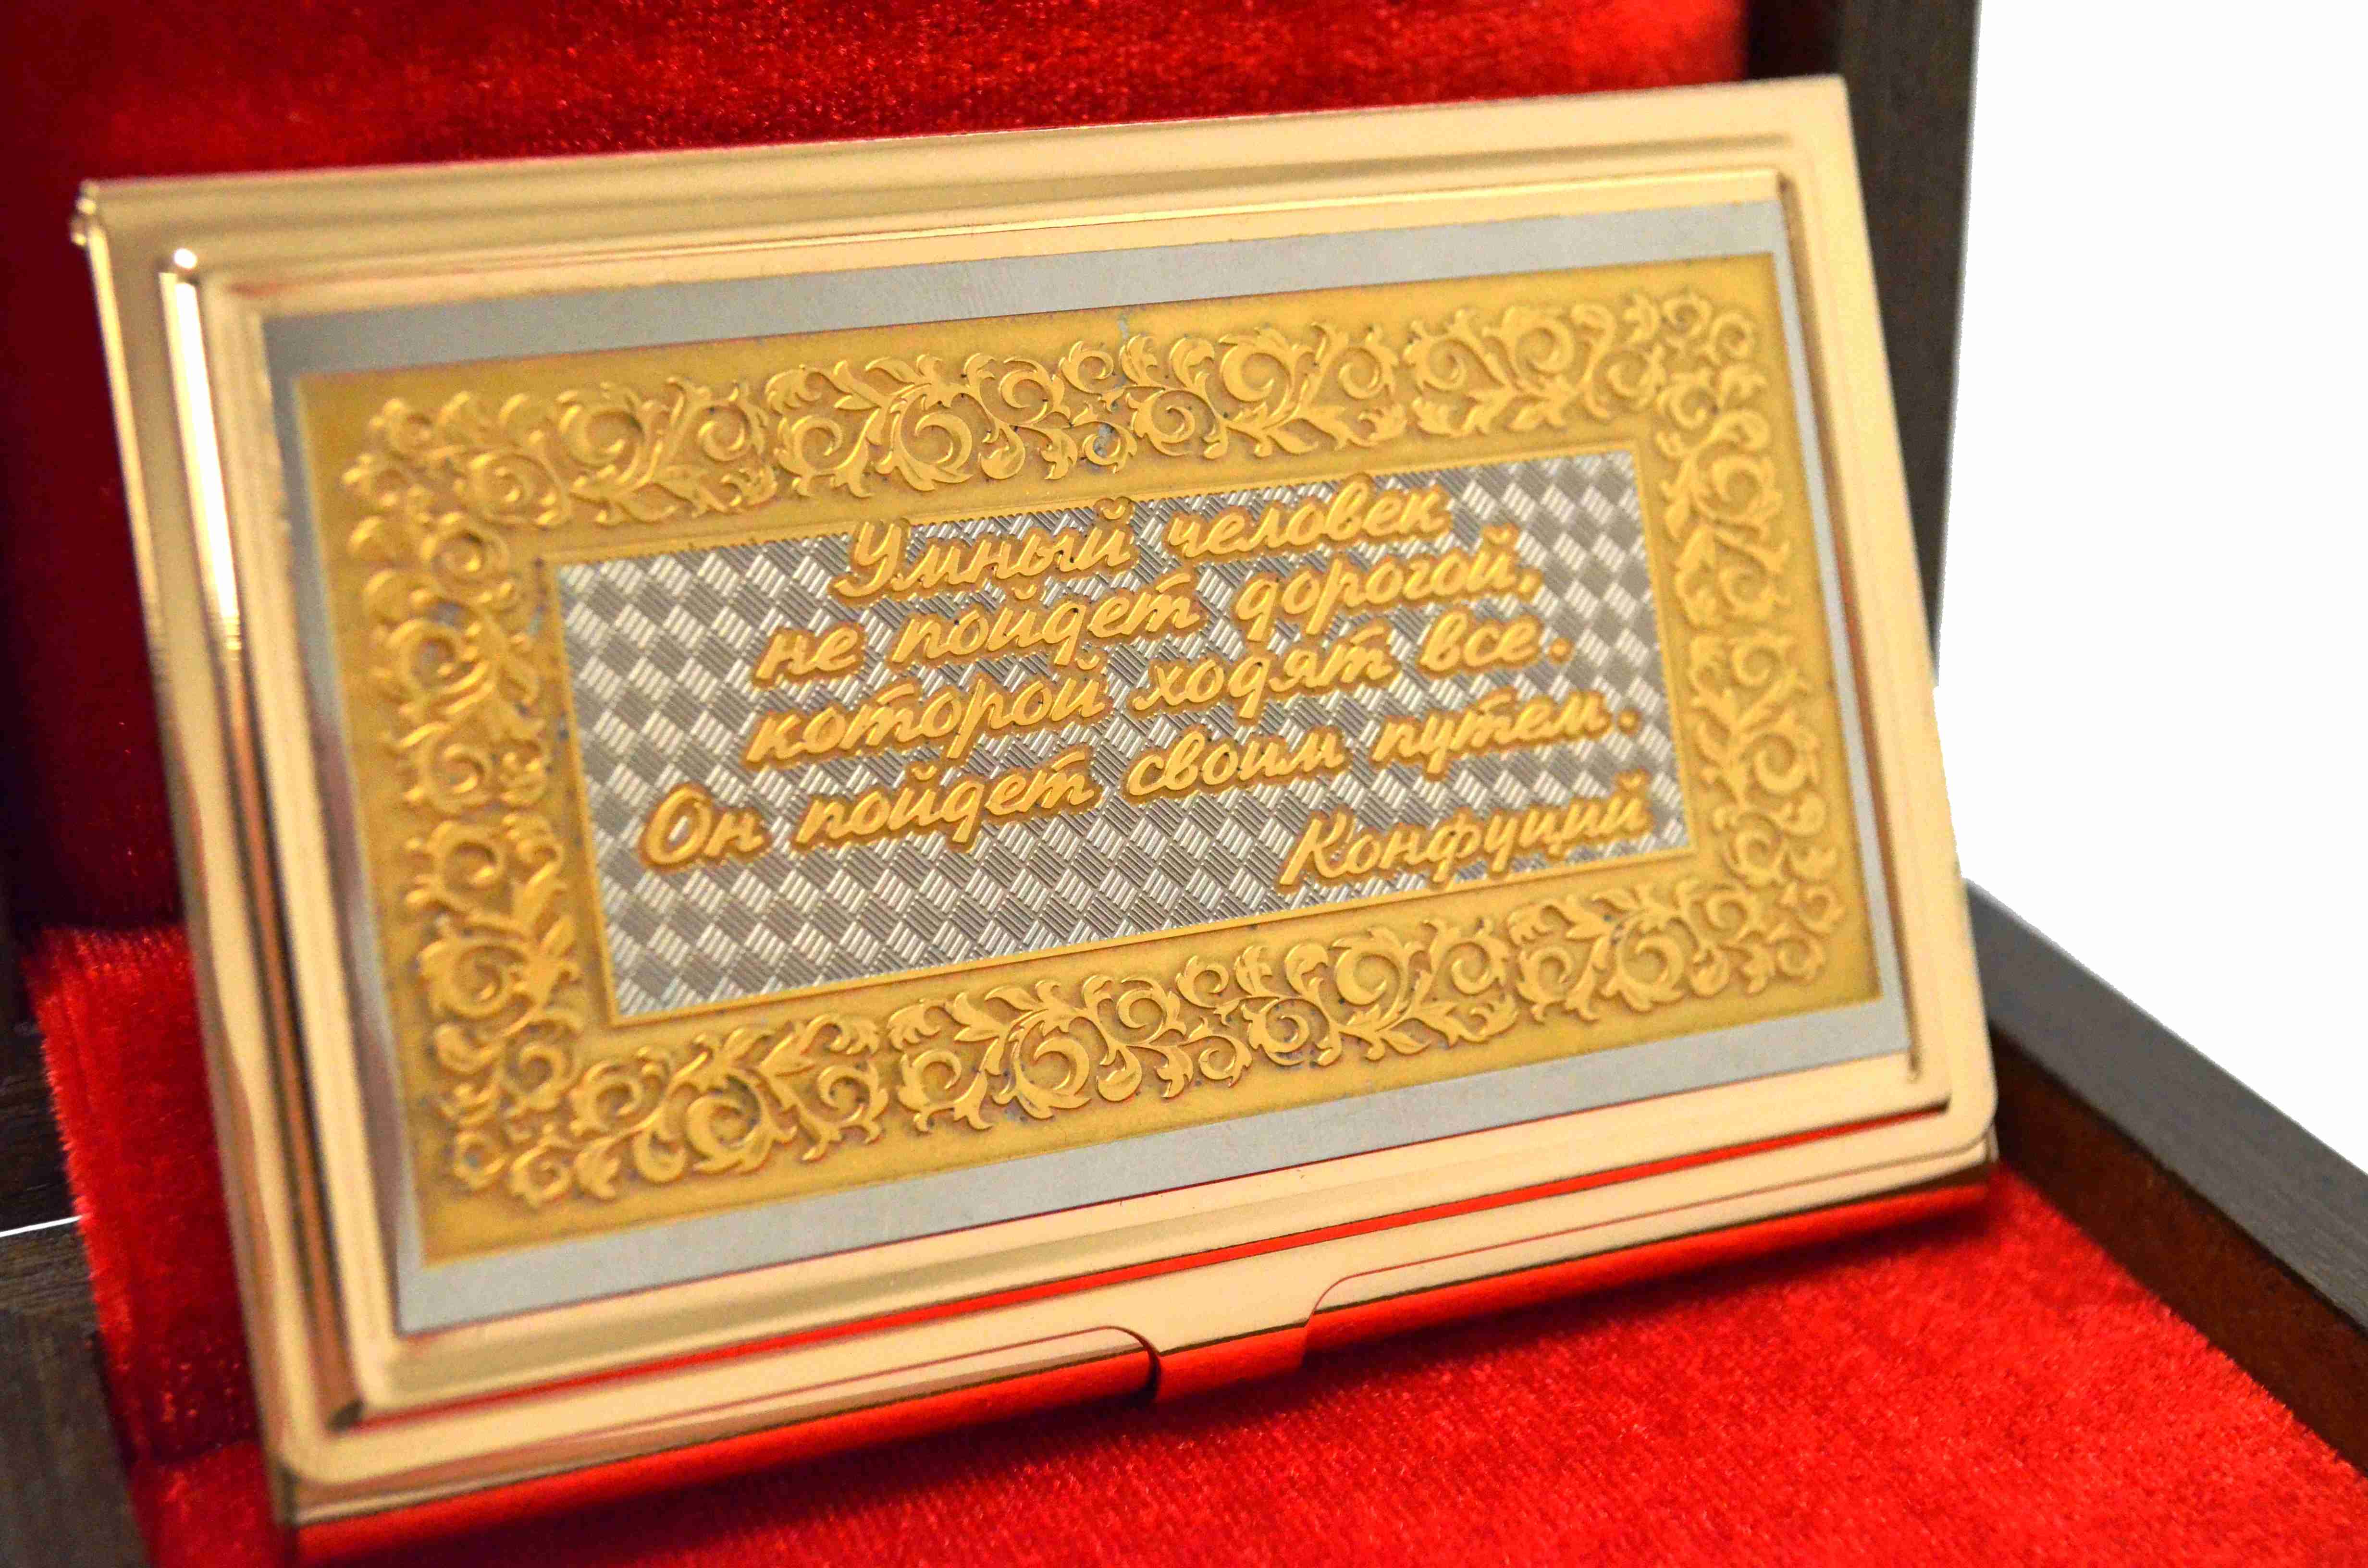 Умный человек
не пойдет дорогой,
которой ходят все.
Он пойдет своим путем.
Конфуций